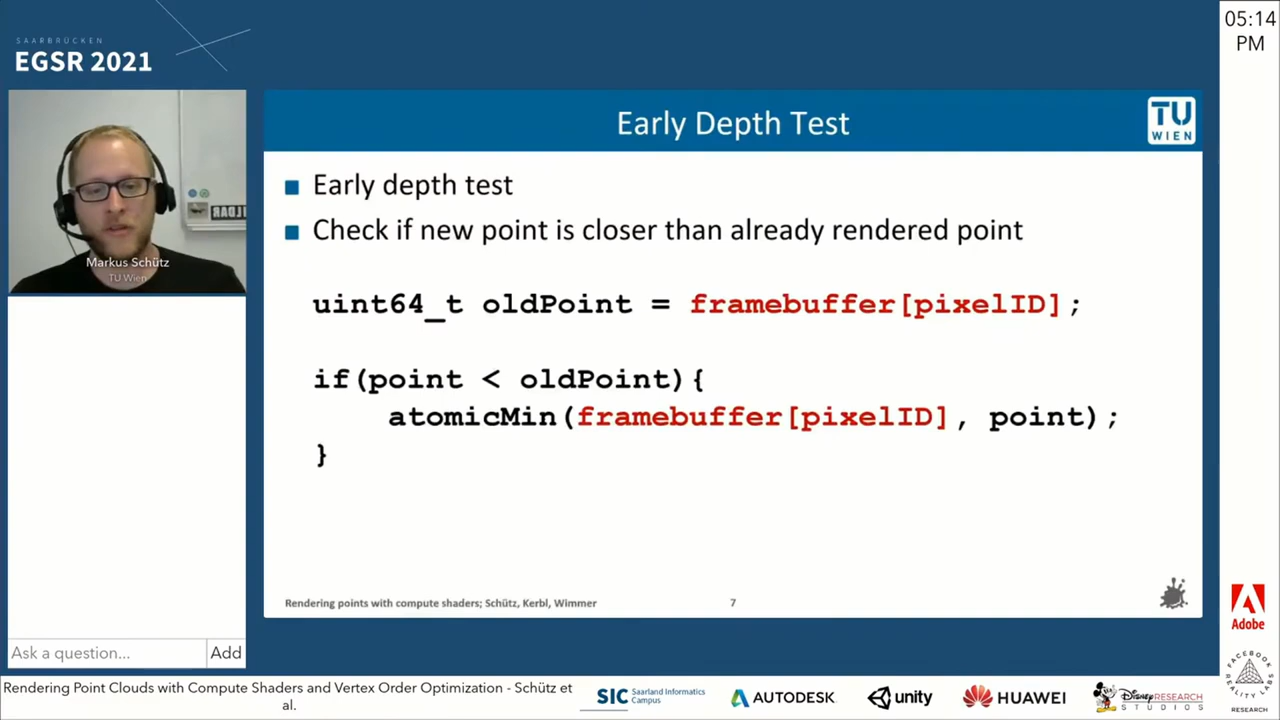 SAARBRÜCKEN
EGSR 2021
05:14
PM
Markus Schütz
TU Wien
Early Depth Test
TU
WIEN
Early depth test
Check if new point is closer than already rendered point
uint64_t oldPoint = framebuffer[pixelID];
if(point < oldPoint){
atomicMin(framebuffer[pixelID], point);
}
Rendering points with compute shaders; Schütz, Kerbl, Wimmer
7
Ask a question...
Add
Rendering Point Clouds with Compute Shaders and Vertex Order Optimization - Schütz et
al.
SIC Saarland Informatics
Campus
AUTODESK
unity
HUAWEI
Disney RESEARCH
STUDIOS
Adobe
FACEBOOK
REALITY LABS
RESEARCH